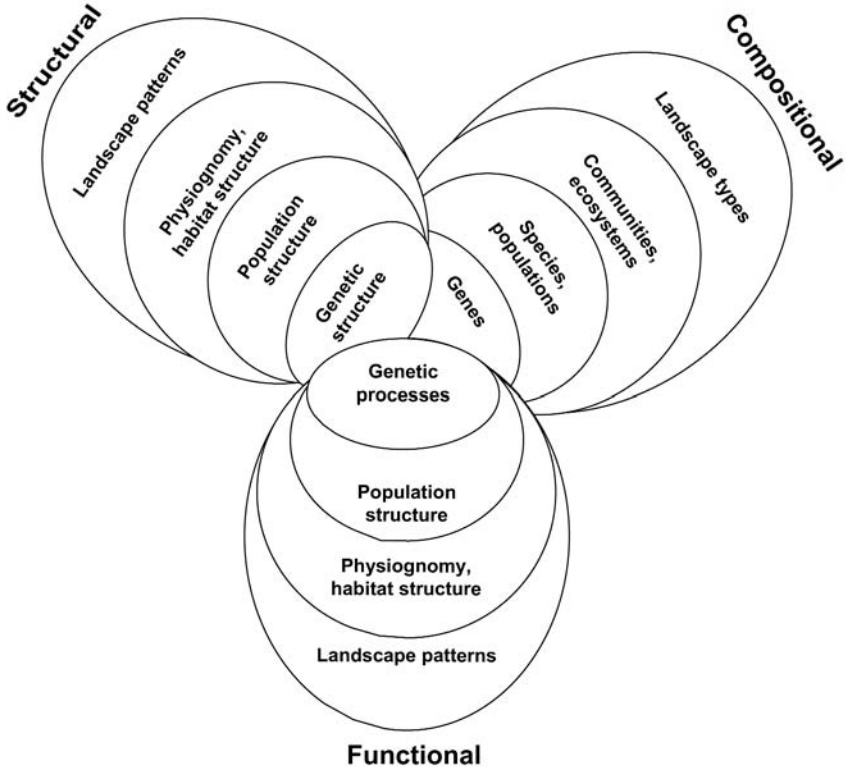 Structural
Landscape patterns
Physiognomy,
habitat structure
Population
structure
Genetic
structure
Compositional
Landscape types
Communities,
ecosystems
Species,
populations
Genes
Genetic
processes
Population
structure
Physiognomy,
habitat structure
Landscape patterns
Functional